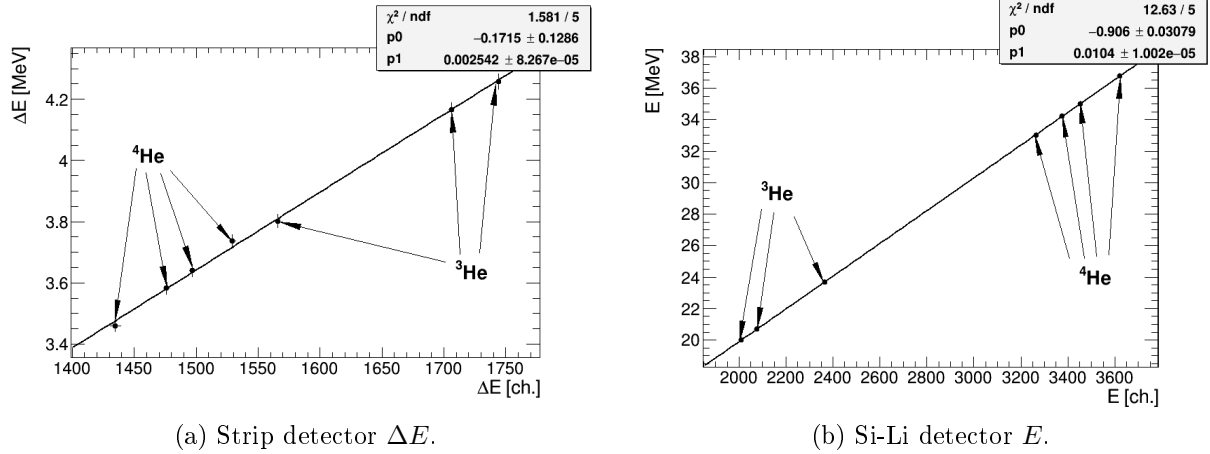 χ² / ndf 1.581 / 5
p0 −0.1715 ± 0.1286
p1 0.002542 ± 8.267e−05
ΔE [MeV]
4.2
4
3.8
3.6
3.4
⁴He
³He
1400 1450 1500 1550 1600 1650 1700 1750
ΔE [ch.]
(a) Strip detector ΔE.
χ² / ndf 12.63 / 5
p0 −0.906 ± 0.03079
p1 0.0104 ± 1.002e−05
E [MeV]
38
36
34
32
30
28
26
24
22
20
³He
⁴He
2000 2200 2400 2600 2800 3000 3200 3400 3600
E [ch.]
(b) Si-Li detector E.